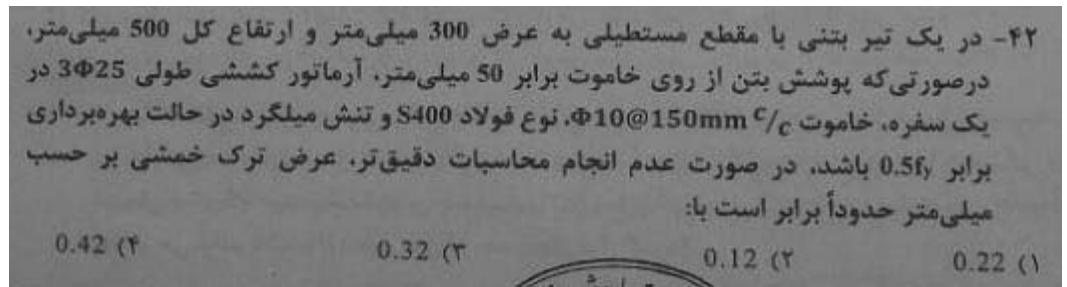 ۴۲- در یک تیر بتنی با مقطع مستطیلی به عرض 300 میلی‌متر و ارتفاع کل 500 میلی‌متر،
درصورتی‌که پوشش بتن از روی خاموت برابر 50 میلی‌متر، آرماتور کششی طولی 3Φ25 در
یک سفره، خاموت Φ10@150mm c/c، نوع فولاد S400 و تنش میلگرد در حالت بهره‌برداری
برابر 0.5fy باشد، در صورت عدم انجام محاسبات دقیق‌تر، عرض ترک خمشی بر حسب
میلی‌متر حدوداً برابر است با:
۱) 0.22 ۲) 0.12 ۳) 0.32 ۴) 0.42